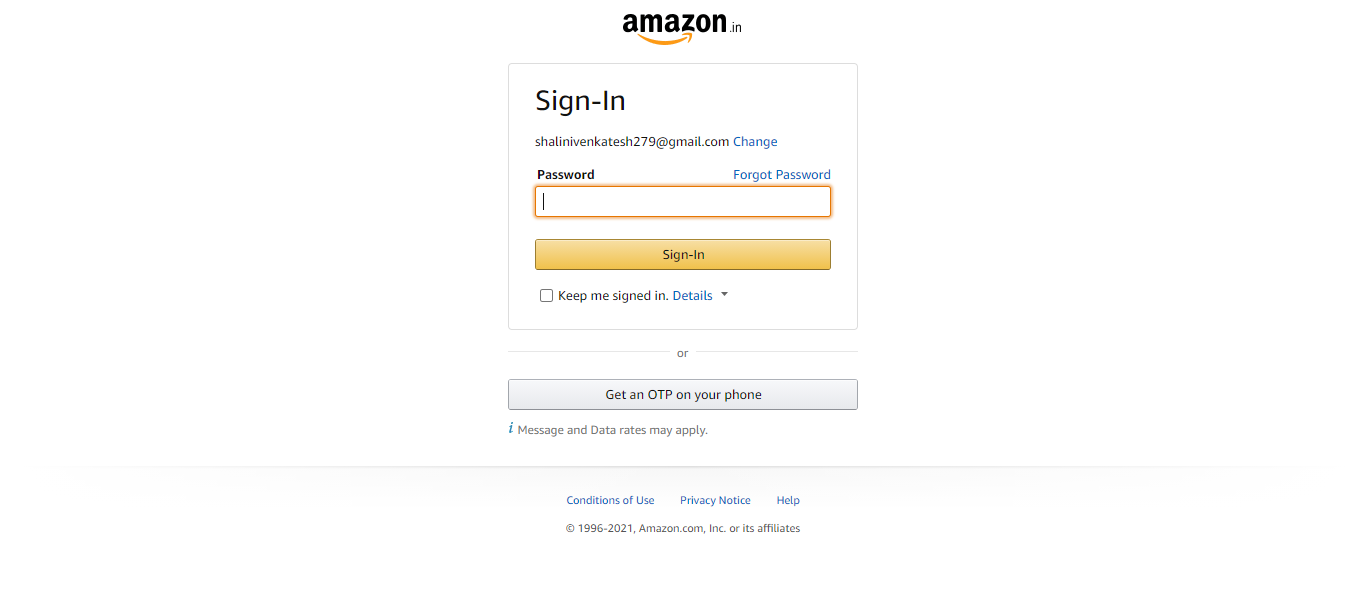 amazon.in
Sign-In
shalinivenkatesh279@gmail.com Change
Password Forgot Password
Sign-In
Keep me signed in. Details
or
Get an OTP on your phone
i Message and Data rates may apply.
Conditions of Use Privacy Notice Help
© 1996-2021, Amazon.com, Inc. or its affiliates